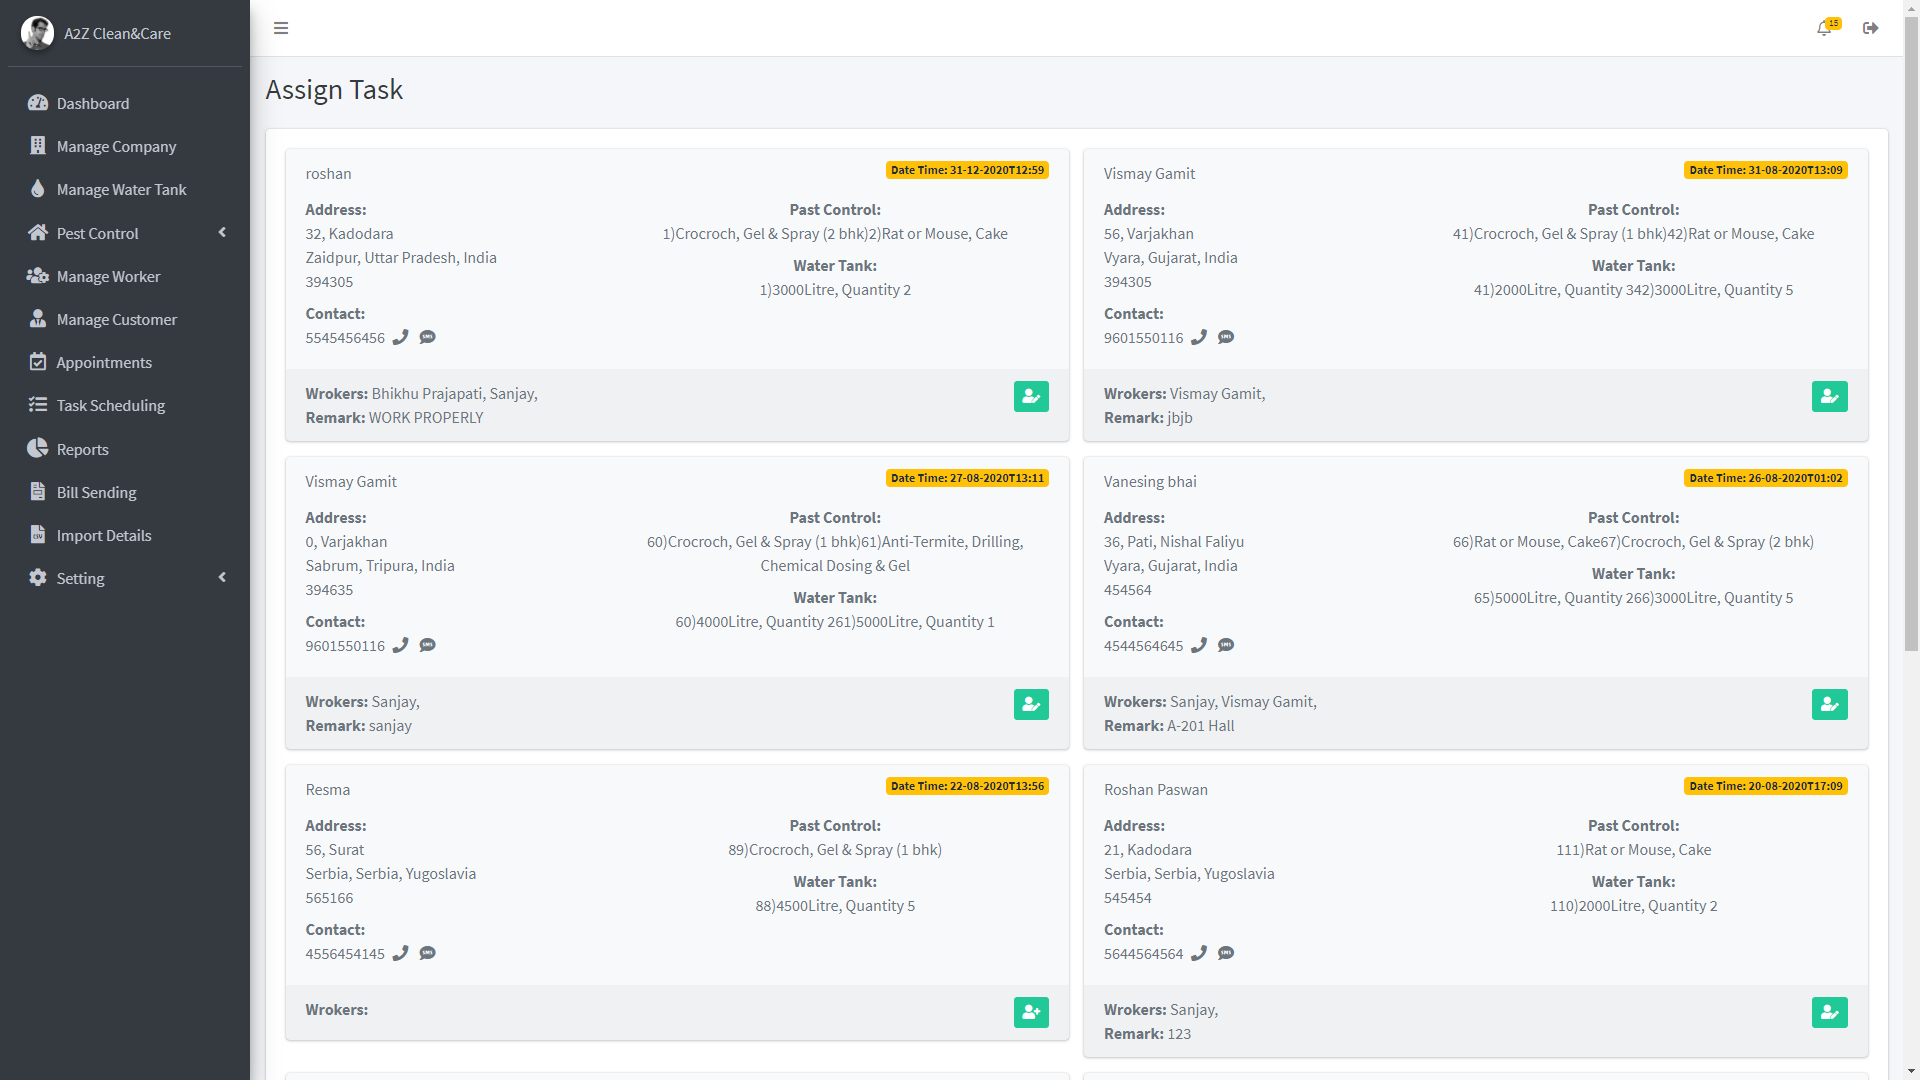 A2Z Clean&Care
Dashboard
Manage Company
Manage Water Tank
Pest Control
Manage Worker
Manage Customer
Appointments
Task Scheduling
Reports
Bill Sending
Import Details
Setting
15
Assign Task
roshan
Date Time: 31-12-2020T12:59
Address:
32, Kadodara
Zaidpur, Uttar Pradesh, India
394305
Contact:
5545456456
Past Control:
1)Crocroch, Gel & Spray (2 bhk)2)Rat or Mouse, Cake
Water Tank:
1)3000Litre, Quantity 2
Wrokers: Bhikhu Prajapati, Sanjay,
Remark: WORK PROPERLY
Vismay Gamit
Date Time: 31-08-2020T13:09
Address:
56, Varjakhan
Vyara, Gujarat, India
394305
Contact:
9601550116
Past Control:
41)Crocroch, Gel & Spray (1 bhk)42)Rat or Mouse, Cake
Water Tank:
41)2000Litre, Quantity 342)3000Litre, Quantity 5
Wrokers: Vismay Gamit,
Remark: jbjb
Vismay Gamit
Date Time: 27-08-2020T13:11
Address:
0, Varjakhan
Sabrum, Tripura, India
394635
Contact:
9601550116
Past Control:
60)Crocroch, Gel & Spray (1 bhk)61)Anti-Termite, Drilling,
Chemical Dosing & Gel
Water Tank:
60)4000Litre, Quantity 261)5000Litre, Quantity 1
Wrokers: Sanjay,
Remark: sanjay
Vanesing bhai
Date Time: 26-08-2020T01:02
Address:
36, Pati, Nishal Faliyu
Vyara, Gujarat, India
454564
Contact:
4544564645
Past Control:
66)Rat or Mouse, Cake67)Crocroch, Gel & Spray (2 bhk)
Water Tank:
65)5000Litre, Quantity 266)3000Litre, Quantity 5
Wrokers: Sanjay, Vismay Gamit,
Remark: A-201 Hall
Resma
Date Time: 22-08-2020T13:56
Address:
56, Surat
Serbia, Serbia, Yugoslavia
565166
Contact:
4556454145
Past Control:
89)Crocroch, Gel & Spray (1 bhk)
Water Tank:
88)4500Litre, Quantity 5
Wrokers:
Roshan Paswan
Date Time: 20-08-2020T17:09
Address:
21, Kadodara
Serbia, Serbia, Yugoslavia
545454
Contact:
5644564564
Past Control:
111)Rat or Mouse, Cake
Water Tank:
110)2000Litre, Quantity 2
Wrokers: Sanjay,
Remark: 123